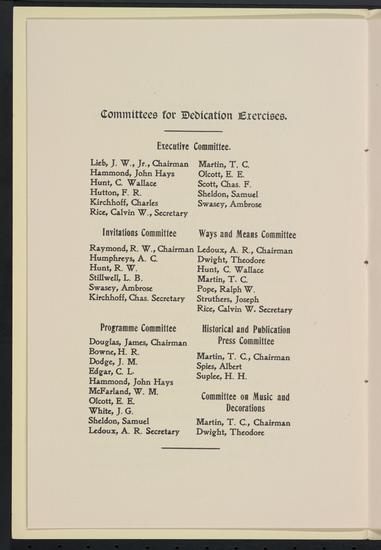 Committees for Dedication Exercises.
Executive Committee.
Lieb, J. W., Jr., Chairman
Hammond, John Hays
Hunt, C. Wallace
Hutton, F. R.
Kirchhoff, Charles
Rice, Calvin W., Secretary
Martin, T. C.
Olcott, E. E.
Scott, Chas. F.
Sheldon, Samuel
Swasey, Ambrose
Invitations Committee
Raymond, R. W., Chairman
Humphreys, A. C.
Hunt, R. W.
Stillwell, L. B.
Swasey, Ambrose
Kirchhoff, Chas. Secretary
Ways and Means Committee
Ledoux, A. R., Chairman
Dwight, Theodore
Hunt, C. Wallace
Martin, T. C.
Pope, Ralph W.
Struthers, Joseph
Rice, Calvin W. Secretary
Programme Committee
Douglas, James, Chairman
Bowne, H. R.
Dodge, J. M.
Edgar, C. L.
Hammond, John Hays
McFarland, W. M.
Olcott, E. E.
White, J. G.
Sheldon, Samuel
Ledoux, A. R. Secretary
Historical and Publication
Press Committee
Martin, T. C., Chairman
Spies, Albert
Suplee, H. H.
Committee on Music and
Decorations
Martin, T. C., Chairman
Dwight, Theodore